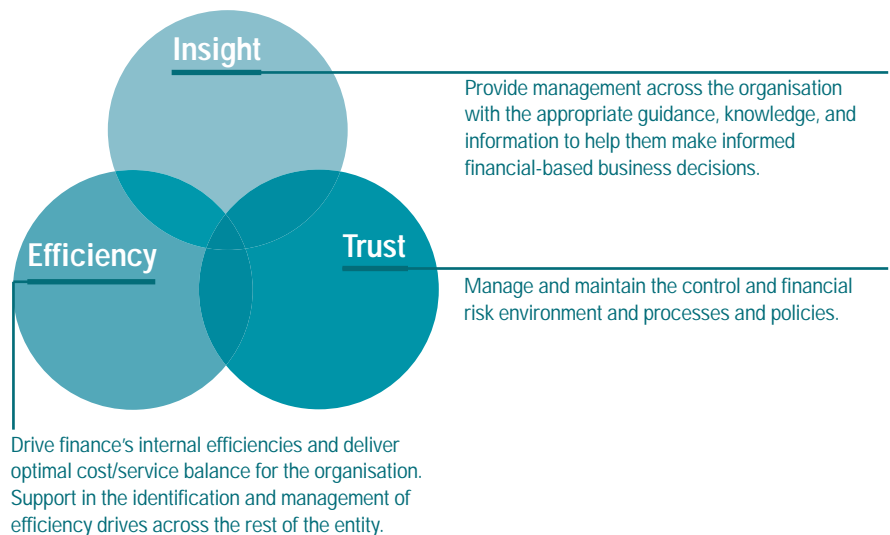 Insight
Provide management across the organisation
with the appropriate guidance, knowledge, and
information to help them make informed
financial-based business decisions.
Efficiency
Trust
Manage and maintain the control and financial
risk environment and processes and policies.
Drive finance's internal efficiencies and deliver
optimal cost/service balance for the organisation.
Support in the identification and management of
efficiency drives across the rest of the entity.